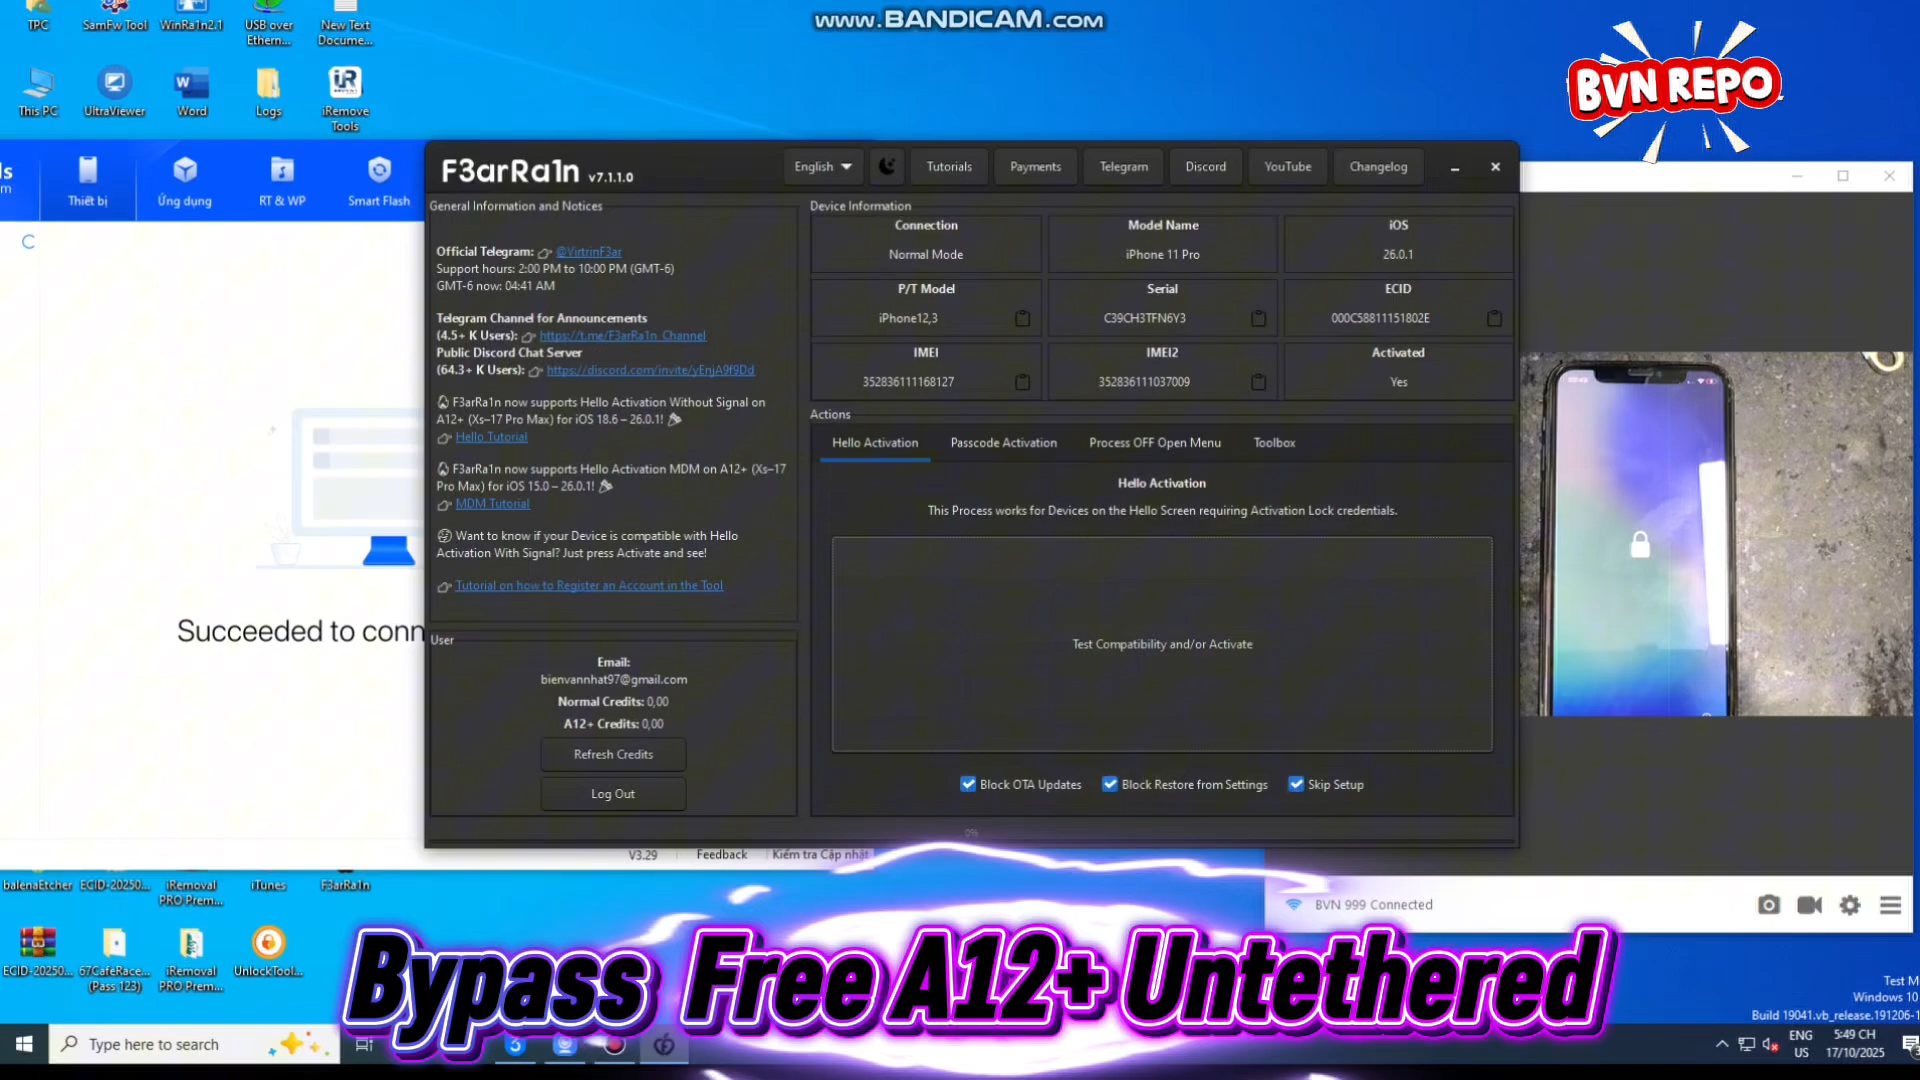 www.BANDICAM.com
BVN REPO
TPC
SamFw Tool
WinRa1n2.1
USB over
Ethern...
New Text
Docume...
This PC
UltraViewer
Word
Logs
iRemove
Tools
Thiết bị
Ứng dụng
RT & WP
Smart Flash
Succeeded to conn
F3arRa1n v7.1.1.0
English
Tutorials
Payments
Telegram
Discord
YouTube
Changelog
General Information and Notices
Official Telegram: @VirtrinF3ar
Support hours: 2:00 PM to 10:00 PM (GMT-6)
GMT-6 now: 04:41 AM
Telegram Channel for Announcements
(4.5+ K Users): https://t.me/F3arRa1n_Channel
Public Discord Chat Server
(64.3+ K Users): https://discord.com/invite/yEnjA9f9Dd
F3arRa1n now supports Hello Activation Without Signal on
A12+ (Xs–17 Pro Max) for iOS 18.6 – 26.0.1!
Hello Tutorial
F3arRa1n now supports Hello Activation MDM on A12+ (Xs–17
Pro Max) for iOS 15.0 – 26.0.1!
MDM Tutorial
Want to know if your Device is compatible with Hello
Activation With Signal? Just press Activate and see!
Tutorial on how to Register an Account in the Tool
User
Email:
bienvannhat97@gmail.com
Normal Credits: 0,00
A12+ Credits: 0,00
Refresh Credits
Log Out
Device Information
Connection
Normal Mode
Model Name
iPhone 11 Pro
iOS
26.0.1
P/T Model
iPhone12,3
Serial
C39CH3TFN6Y3
ECID
000C58811151802E
IMEI
352836111168127
IMEI2
352836111037009
Activated
Yes
Actions
Hello Activation
Passcode Activation
Process OFF Open Menu
Toolbox
Hello Activation
This Process works for Devices on the Hello Screen requiring Activation Lock credentials.
Test Compatibility and/or Activate
Block OTA Updates
Block Restore from Settings
Skip Setup
0%
V3.29
Feedback
Kiểm tra Cập nhật
balenaEtcher
ECID-20250...
iRemoval
PRO Prem...
iTunes
F3arRa1n
BVN 999 Connected
ECID-20250...
67CafeRace...
(Pass 123)
iRemoval
PRO Prem...
UnlockTool...
Bypass Free A12+ Untethered
Test M
Windows 10
Build 19041.vb_release.191206-1
Type here to search
ENG
US
5:49 CH
17/10/2025